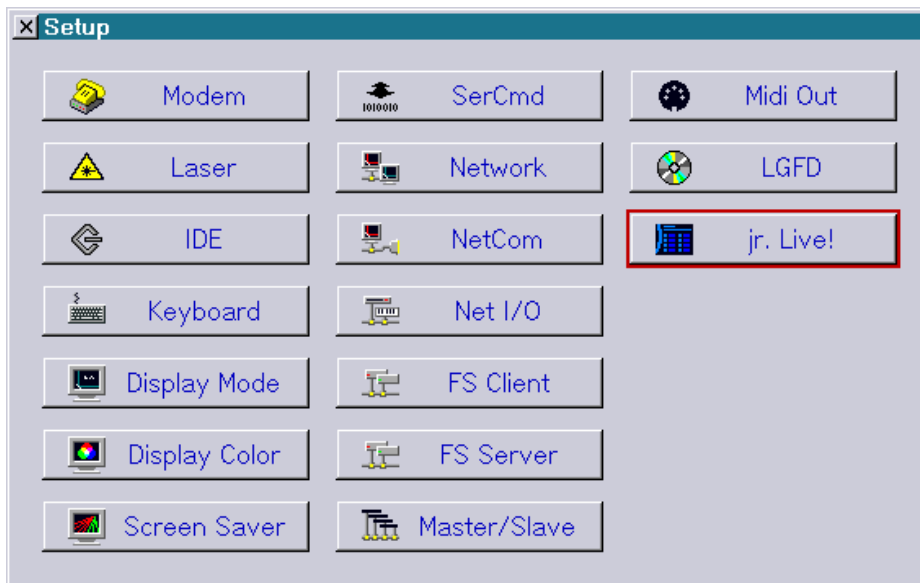 Setup
Modem
SerCmd
Midi Out
Laser
Network
LGFD
IDE
NetCom
jr. Live!
Keyboard
Net I/O
Display Mode
FS Client
Display Color
FS Server
Screen Saver
Master/Slave
1010010